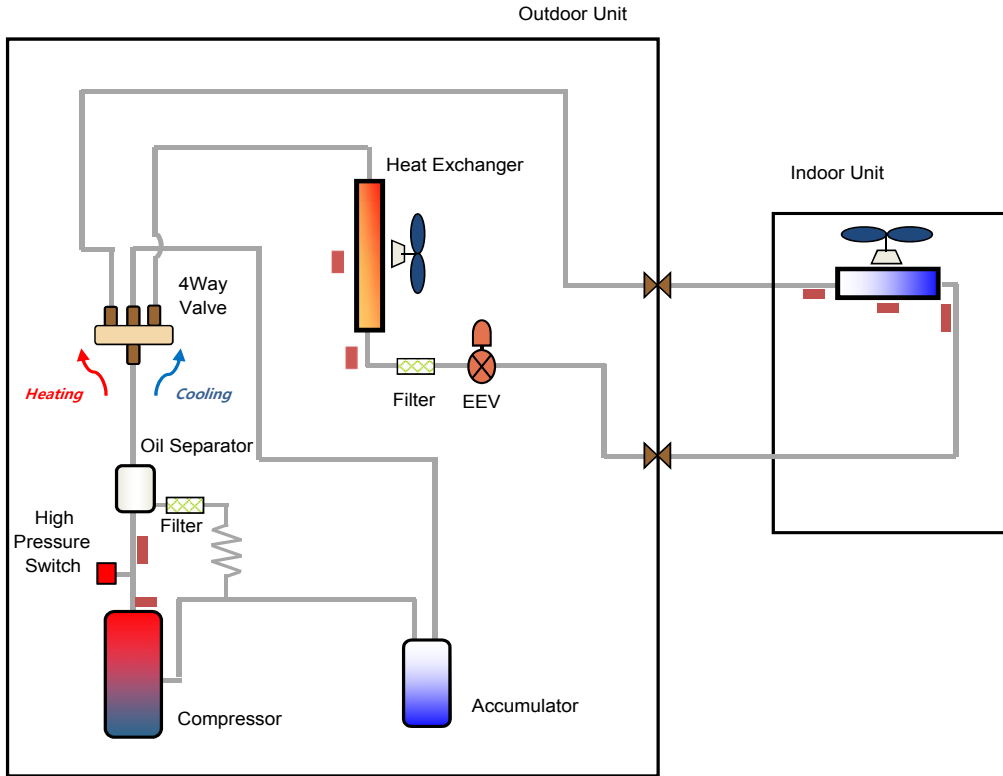 Outdoor Unit
Heat Exchanger
Indoor Unit
4Way
Valve
Heating
Cooling
Filter
EEV
Oil Separator
Filter
High
Pressure
Switch
Compressor
Accumulator